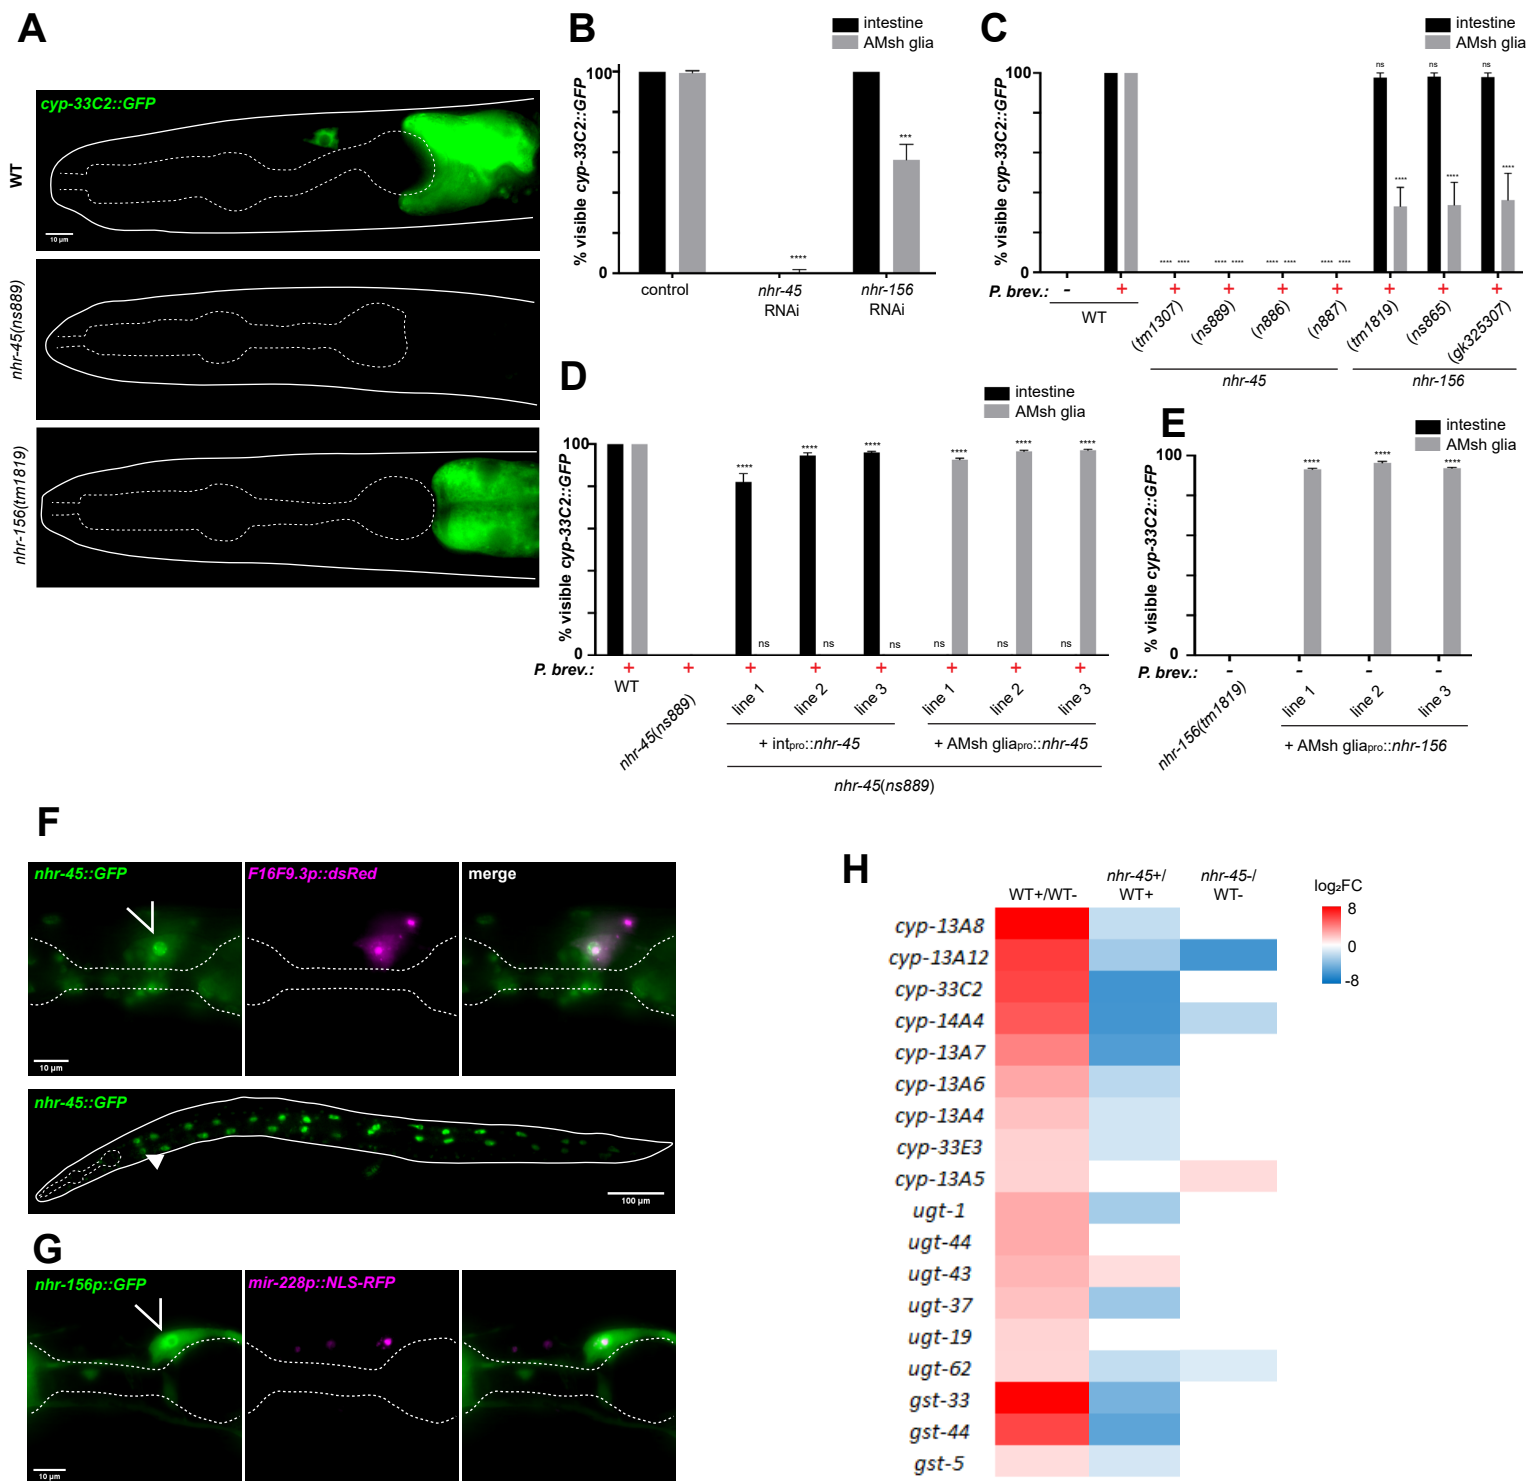 A
cyp-33C2::GFP
WT
10 µm
nhr-45(ns889)
nhr-156(tm1819)
B
intestine
AMsh glia
% visible cyp-33C2::GFP
100
0
****
***
control
nhr-45
RNAi
nhr-156
RNAi
C
intestine
AMsh glia
% visible cyp-33C2::GFP
100
0
**** **** **** **** **** **** **** ****
ns ns ns
**** **** ****
P. brev.: - + + + + + + + +
WT
(tm1307) (ns889) (n886) (n887) (tm1819) (ns865) (gk325307)
nhr-45 nhr-156
D
intestine
AMsh glia
% visible cyp-33C2::GFP
100
0
**** **** **** **** **** ****
ns ns ns ns ns ns
P. brev.: + + + + + + + +
WT nhr-45(ns889) line 1 line 2 line 3 line 1 line 2 line 3
+ intpro::nhr-45 + AMsh gliapro::nhr-45
nhr-45(ns889)
E
intestine
AMsh glia
% visible cyp-33C2::GFP
100
0
**** **** ****
P. brev.: - - - -
nhr-156(tm1819) line 1 line 2 line 3
+ AMsh gliapro::nhr-156
F
nhr-45::GFP F16F9.3p::dsRed merge
10 µm
nhr-45::GFP
100 µm
G
nhr-156p::GFP mir-228p::NLS-RFP
10 µm
H
WT+/WT- nhr-45+/ WT+ nhr-45-/ WT-
log₂FC
8
0
-8
cyp-13A8
cyp-13A12
cyp-33C2
cyp-14A4
cyp-13A7
cyp-13A6
cyp-13A4
cyp-33E3
cyp-13A5
ugt-1
ugt-44
ugt-43
ugt-37
ugt-19
ugt-62
gst-33
gst-44
gst-5